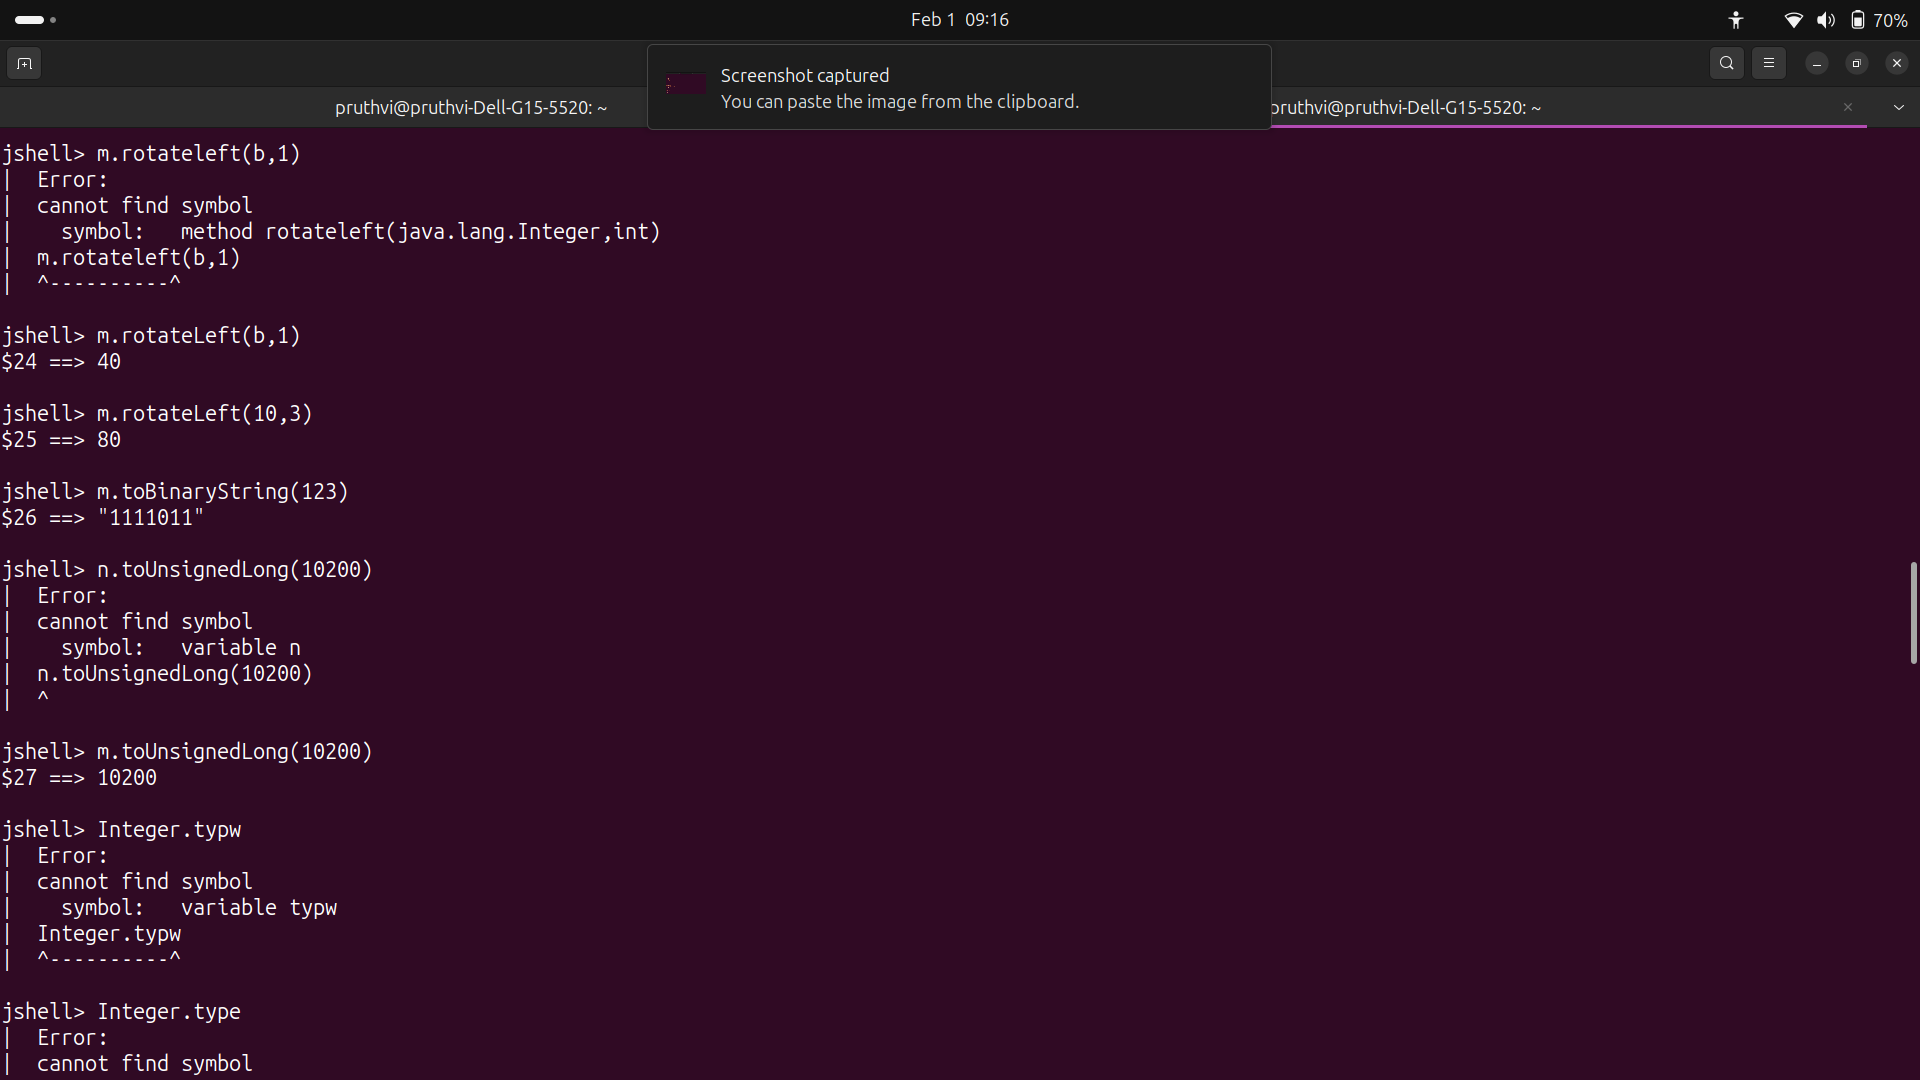 Feb 1 09:16
70%
Screenshot captured
You can paste the image from the clipboard.
pruthvi@pruthvi-Dell-G15-5520: ~
pruthvi@pruthvi-Dell-G15-5520: ~
jshell> m.rotateleft(b,1)
|  Error:
|  cannot find symbol
|    symbol:   method rotateleft(java.lang.Integer,int)
|  m.rotateleft(b,1)
|  ^----------^
jshell> m.rotateLeft(b,1)
$24 ==> 40
jshell> m.rotateLeft(10,3)
$25 ==> 80
jshell> m.toBinaryString(123)
$26 ==> "1111011"
jshell> n.toUnsignedLong(10200)
|  Error:
|  cannot find symbol
|    symbol:   variable n
|  n.toUnsignedLong(10200)
|  ^
jshell> m.toUnsignedLong(10200)
$27 ==> 10200
jshell> Integer.typw
|  Error:
|  cannot find symbol
|    symbol:   variable typw
|  Integer.typw
|  ^----------^
jshell> Integer.type
|  Error:
|  cannot find symbol